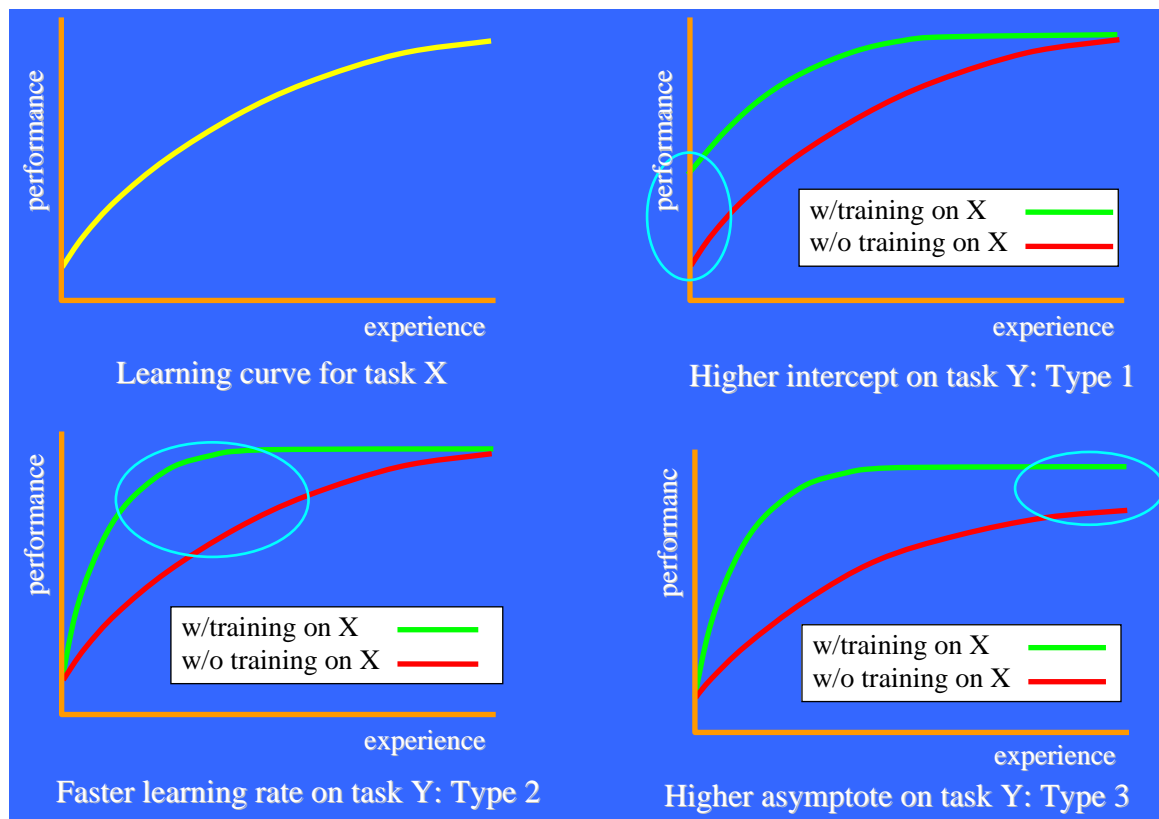 performance
experience
Learning curve for task X
performance
w/training on X
w/o training on X
experience
Higher intercept on task Y: Type 1
performance
w/training on X
w/o training on X
experience
Faster learning rate on task Y: Type 2
performanc
w/training on X
w/o training on X
experience
Higher asymptote on task Y: Type 3